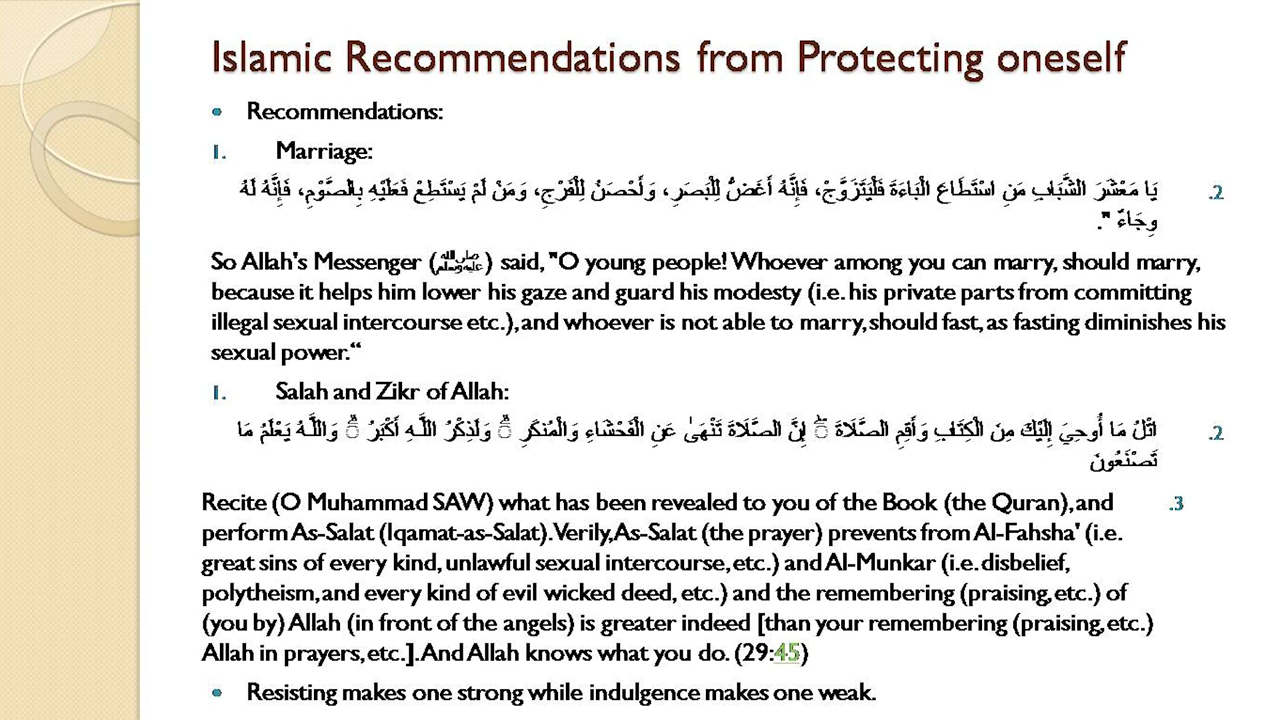 Islamic Recommendations from Protecting oneself
• Recommendations:
1. Marriage:
2. يَا مَعْشَرَ الشَّبَابِ مَنِ اسْتَطَاعَ الْبَاءَةَ فَلْيَتَزَوَّجْ، فَإِنَّهُ أَغَضُّ لِلْبَصَرِ، وَأَحْصَنُ لِلْفَرْجِ، وَمَنْ لَمْ يَسْتَطِعْ فَعَلَيْهِ بِالصَّوْمِ، فَإِنَّهُ لَهُ
وِجَاءٌ ".
So Allah's Messenger (ﷺ) said, "O young people! Whoever among you can marry, should marry,
because it helps him lower his gaze and guard his modesty (i.e. his private parts from committing
illegal sexual intercourse etc.), and whoever is not able to marry, should fast, as fasting diminishes his
sexual power.“
1. Salah and Zikr of Allah:
2. اتْلُ مَا أُوحِيَ إِلَيْكَ مِنَ الْكِتَابِ وَأَقِمِ الصَّلَاةَ ۖ إِنَّ الصَّلَاةَ تَنْهَىٰ عَنِ الْفَحْشَاءِ وَالْمُنكَرِ ۗ وَلَذِكْرُ اللَّـهِ أَكْبَرُ ۗ وَاللَّـهُ يَعْلَمُ مَا
تَصْنَعُونَ
3. Recite (O Muhammad SAW) what has been revealed to you of the Book (the Quran), and
perform As-Salat (Iqamat-as-Salat). Verily, As-Salat (the prayer) prevents from Al-Fahsha' (i.e.
great sins of every kind, unlawful sexual intercourse, etc.) and Al-Munkar (i.e. disbelief,
polytheism, and every kind of evil wicked deed, etc.) and the remembering (praising, etc.) of
(you by) Allah (in front of the angels) is greater indeed [than your remembering (praising, etc.)
Allah in prayers, etc.]. And Allah knows what you do. (29:45)
• Resisting makes one strong while indulgence makes one weak.